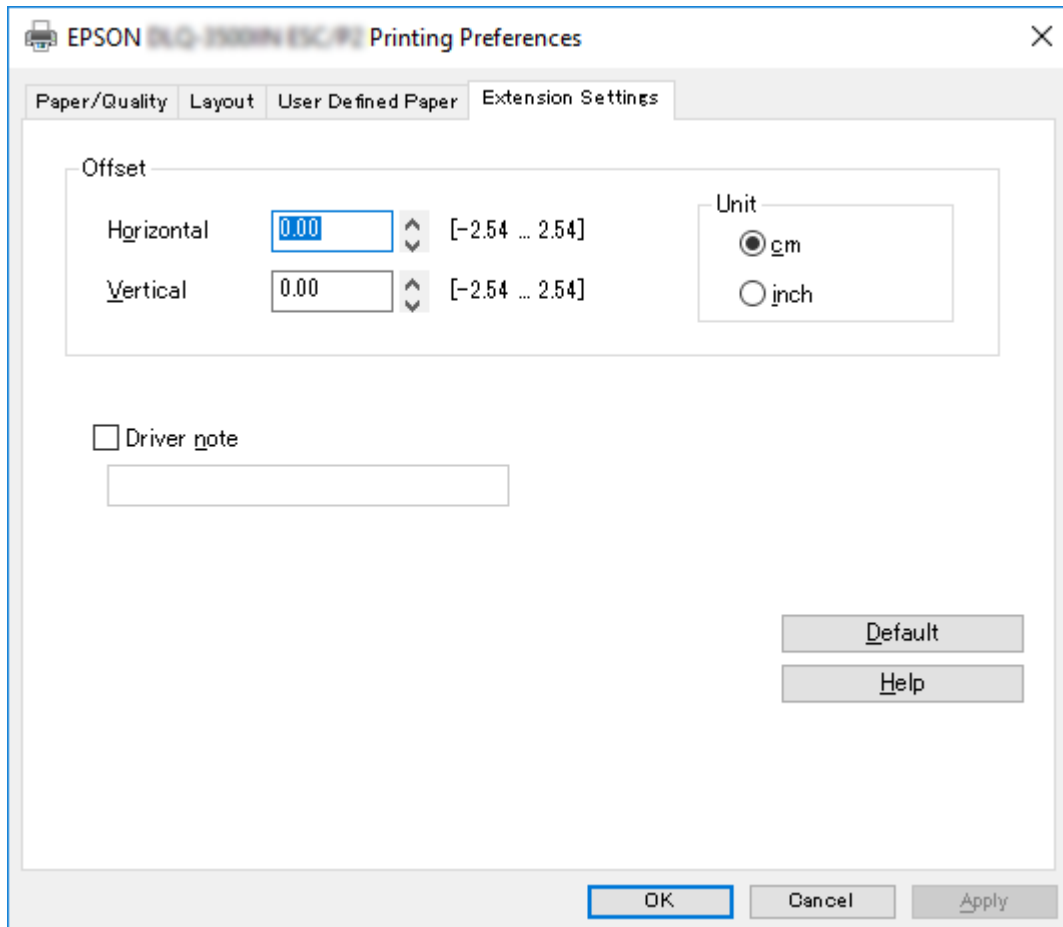 EPSON Printing Preferences
Paper/Quality Layout User Defined Paper Extension Settings
Offset
Horizontal 0.00 [-2.54 ... 2.54]
Vertical 0.00 [-2.54 ... 2.54]
Unit
cm
inch
Driver note
Default
Help
OK Cancel Apply